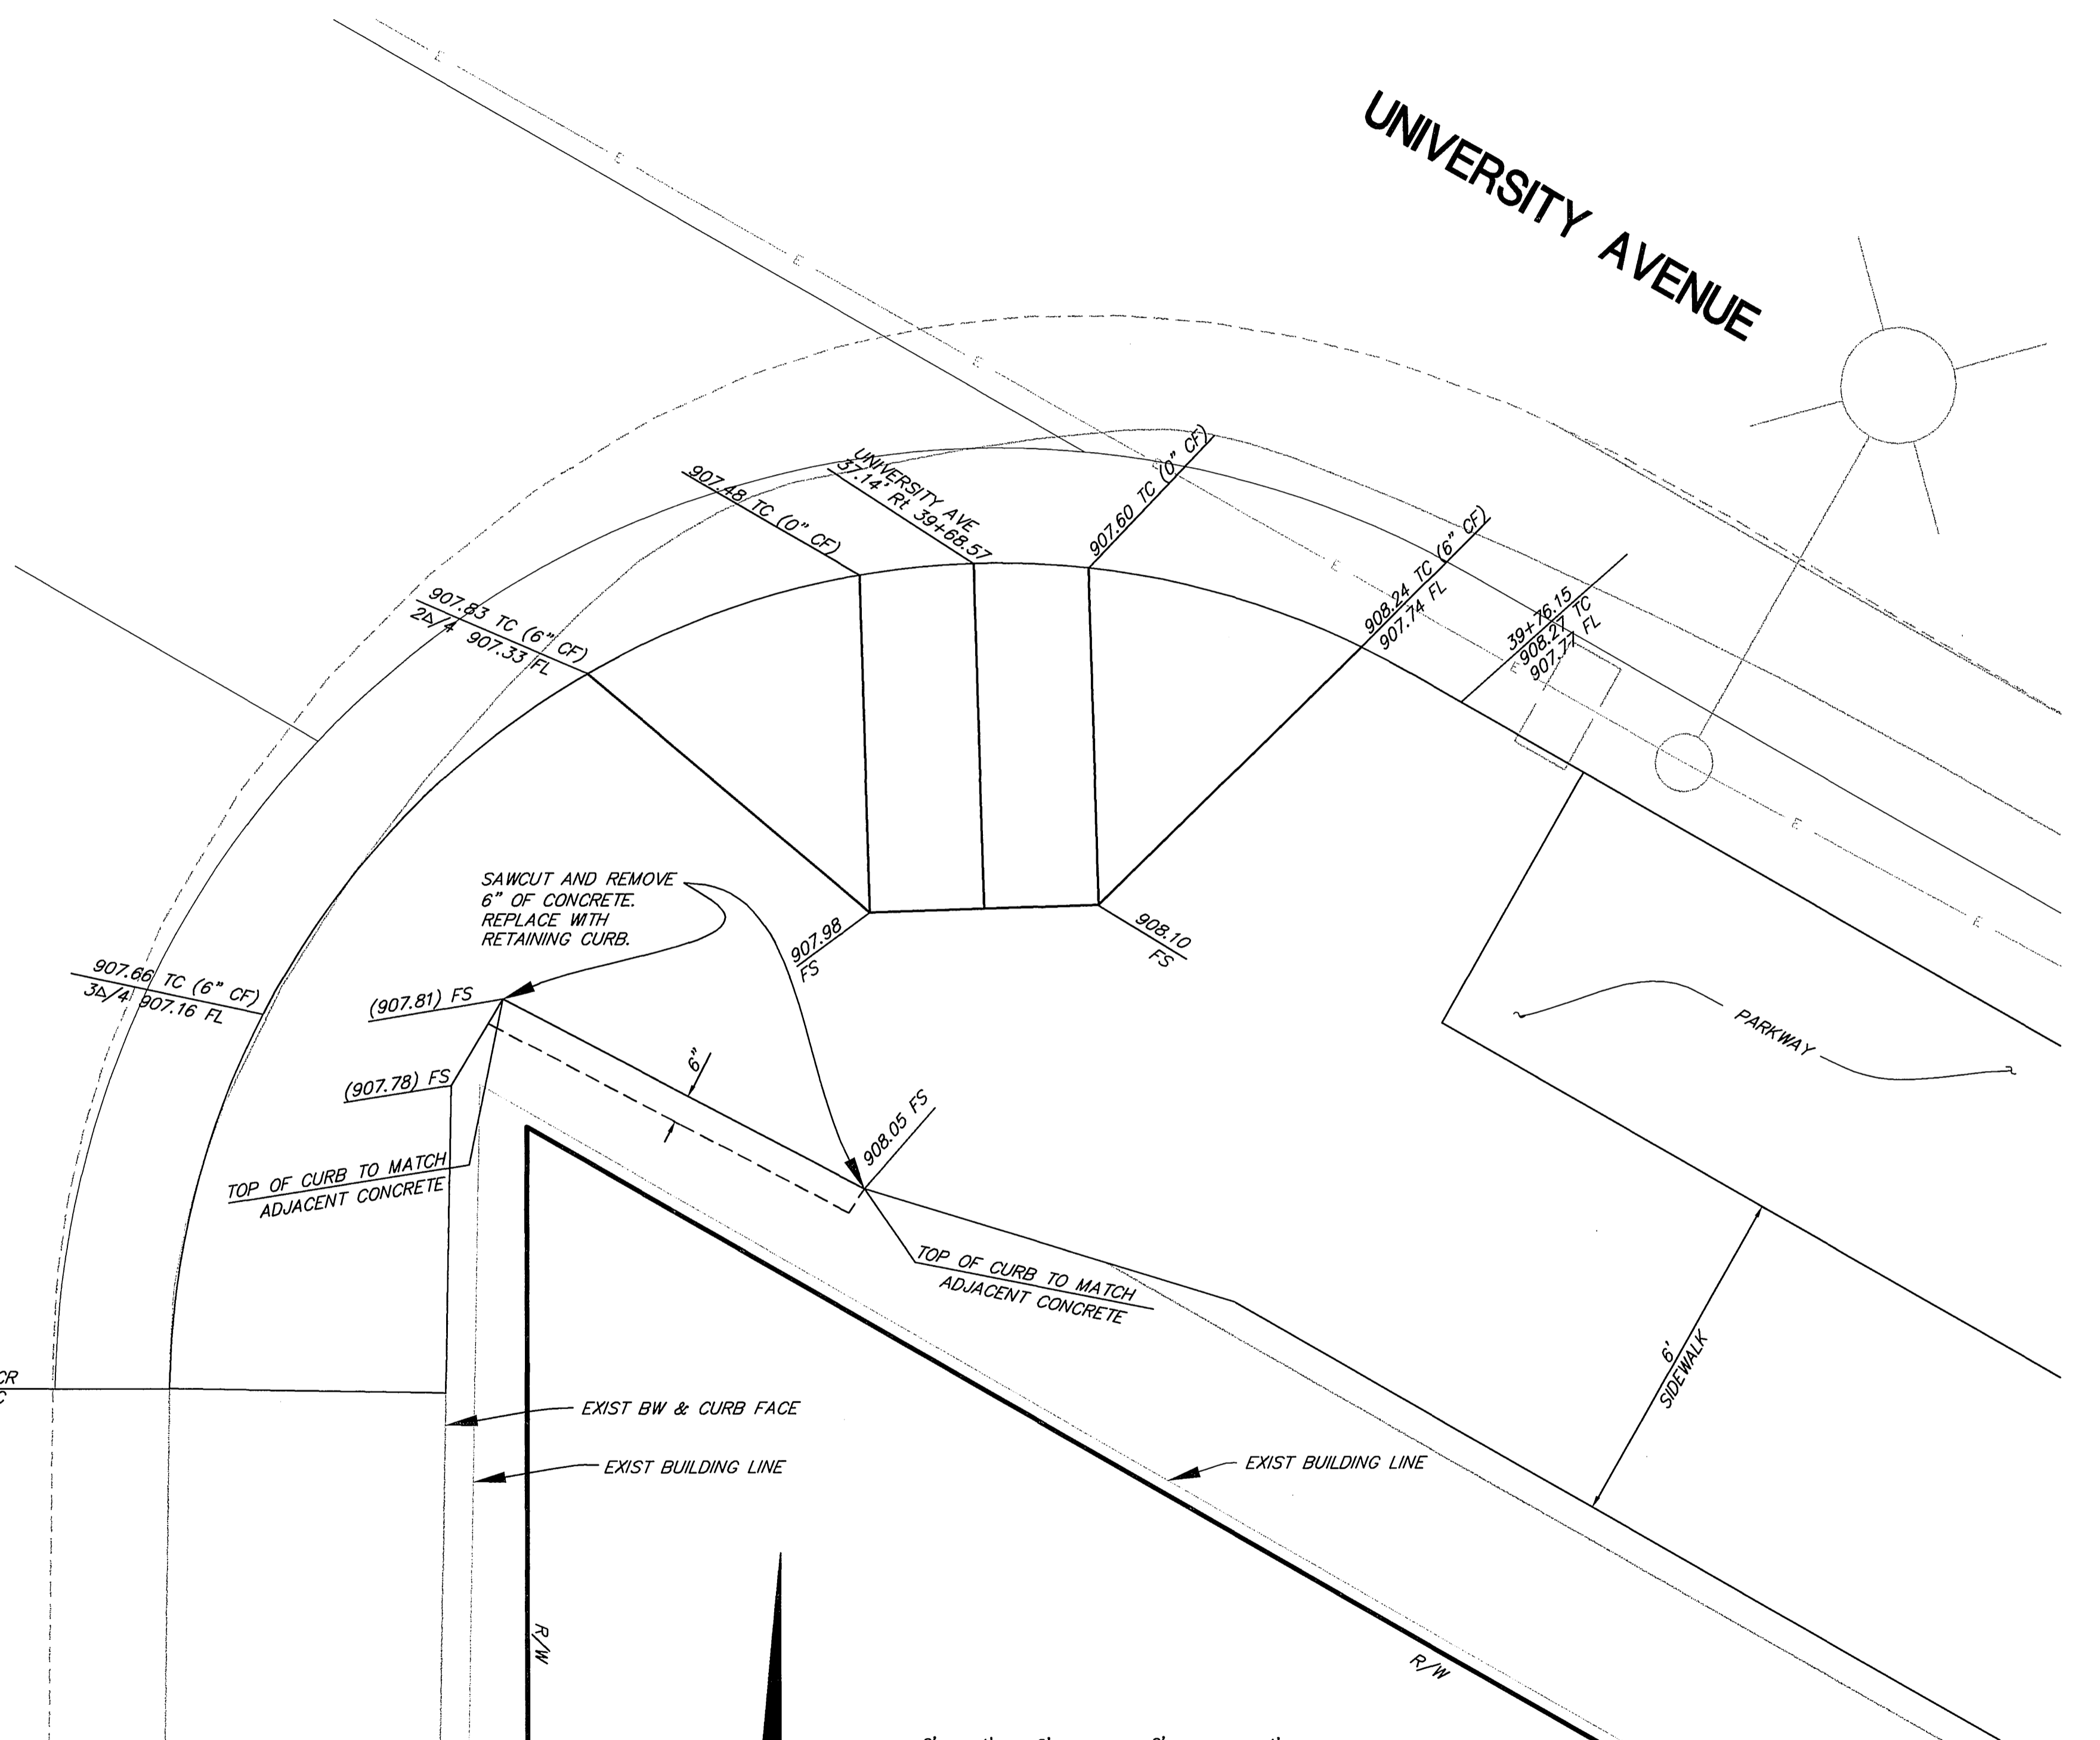 UNIVERSITY AVENUE
UNIVERSITY AVE
37.14' Rt 39+68.57
907.48 TC (0" CF)
907.60 TC (0" CF)
908.24 TC (6" CF)
907.74 FL
39+76.15
908.27 TC
907.77 FL
907.83 TC (6" CF)
2Δ/4 907.33 FL
SAWCUT AND REMOVE
6" OF CONCRETE.
REPLACE WITH
RETAINING CURB.
907.98
FS
908.10
FS
907.66 TC (6" CF)
3Δ/4 907.16 FL
(907.81) FS
(907.78) FS
6"
908.05 FS
PARKWAY
TOP OF CURB TO MATCH
ADJACENT CONCRETE
TOP OF CURB TO MATCH
ADJACENT CONCRETE
6'
SIDEWALK
CR
C
EXIST BW & CURB FACE
EXIST BUILDING LINE
EXIST BUILDING LINE
R/W
R/W
E
E
E
E
E
E
E
E